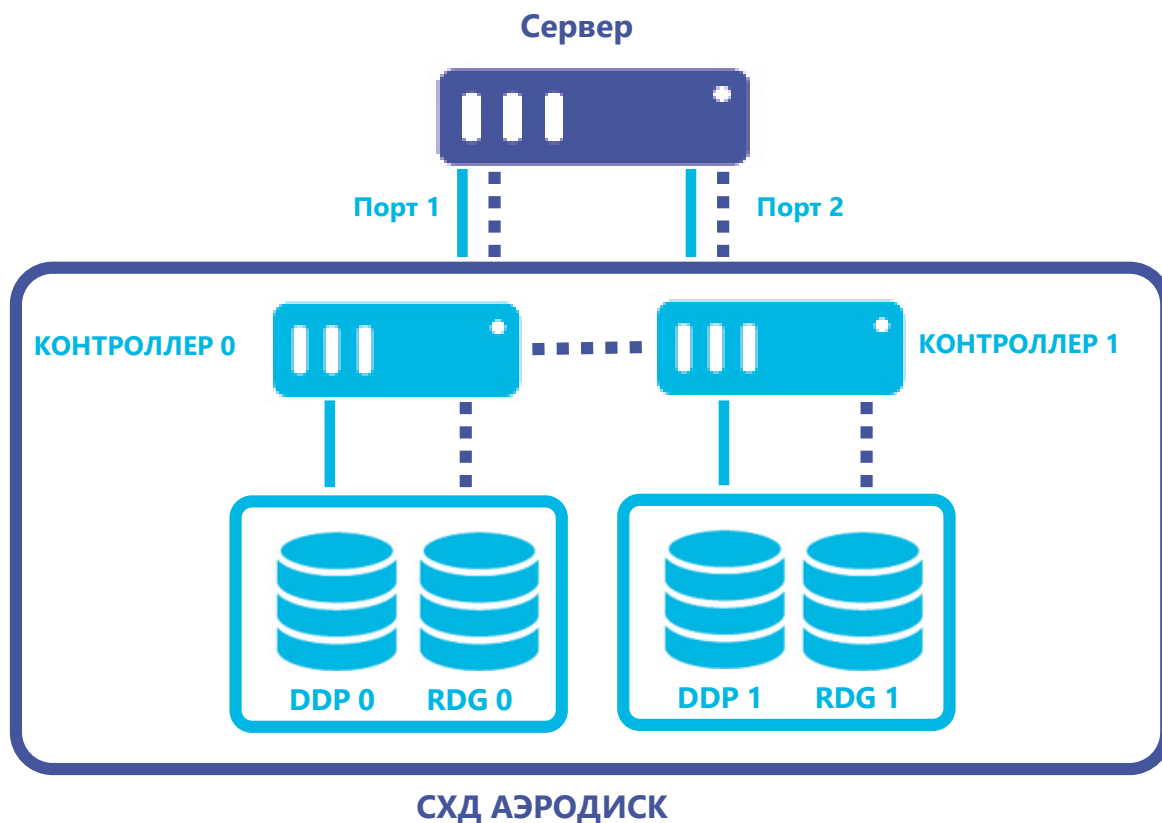 Сервер
Порт 1
Порт 2
КОНТРОЛЛЕР 0
КОНТРОЛЛЕР 1
DDP 0
RDG 0
DDP 1
RDG 1
СХД АЭРОДИСК